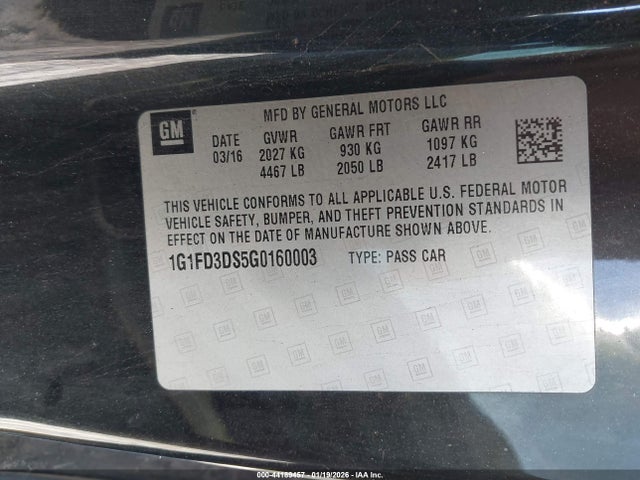 MFD BY GENERAL MOTORS LLC
GM
DATE GVWR GAWR FRT GAWR RR
03/16 2027 KG 930 KG 1097 KG
4467 LB 2050 LB 2417 LB
THIS VEHICLE CONFORMS TO ALL APPLICABLE U.S. FEDERAL MOTOR
VEHICLE SAFETY, BUMPER, AND THEFT PREVENTION STANDARDS IN
EFFECT ON THE DATE OF MANUFACTURE SHOWN ABOVE.
1G1FD3DS5G0160003 TYPE: PASS CAR
000-44189457 - 01/19/2026 - IAA Inc.